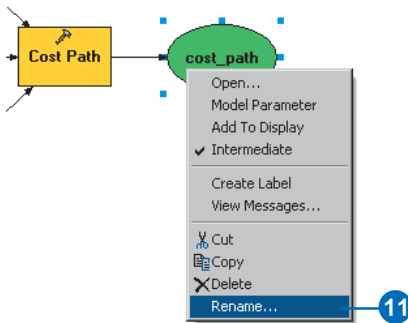 Cost Path
cost_path
Open...
Model Parameter
Add To Display
Intermediate
Create Label
View Messages...
Cut
Copy
Delete
Rename...
11